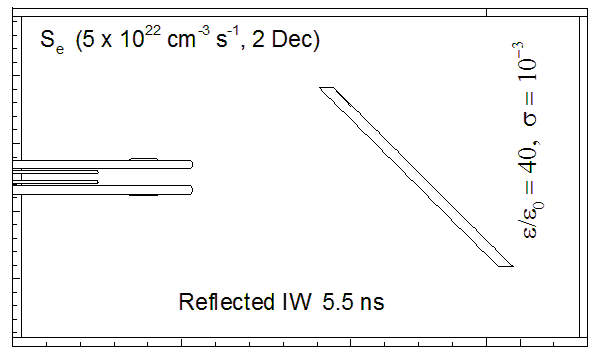 Sₑ (5 x 10²² cm⁻³ s⁻¹, 2 Dec)
ε/ε₀ = 40, σ = 10⁻³
Reflected IW 5.5 ns